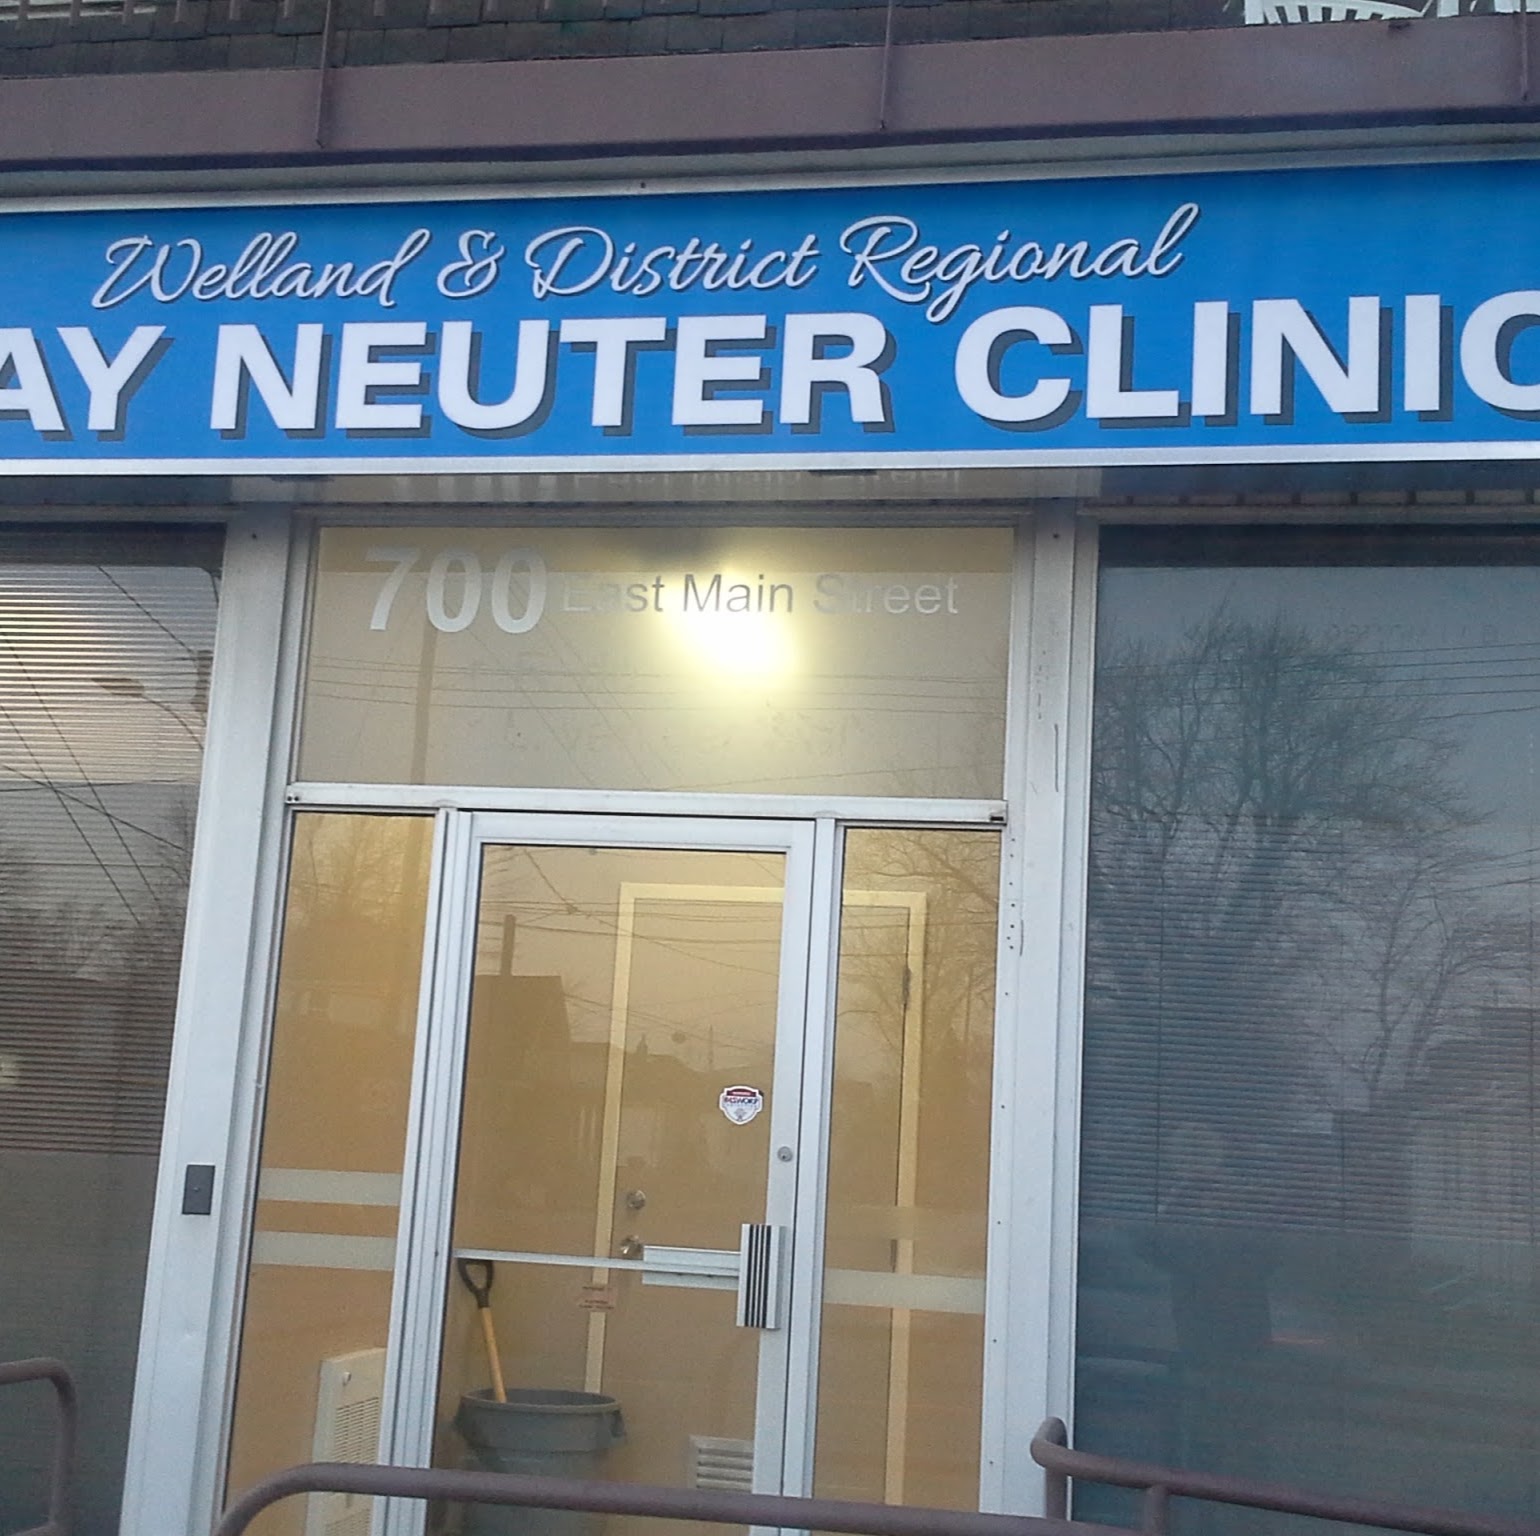 Welland & District Regional
AY NEUTER CLINIC
700 East Main Street